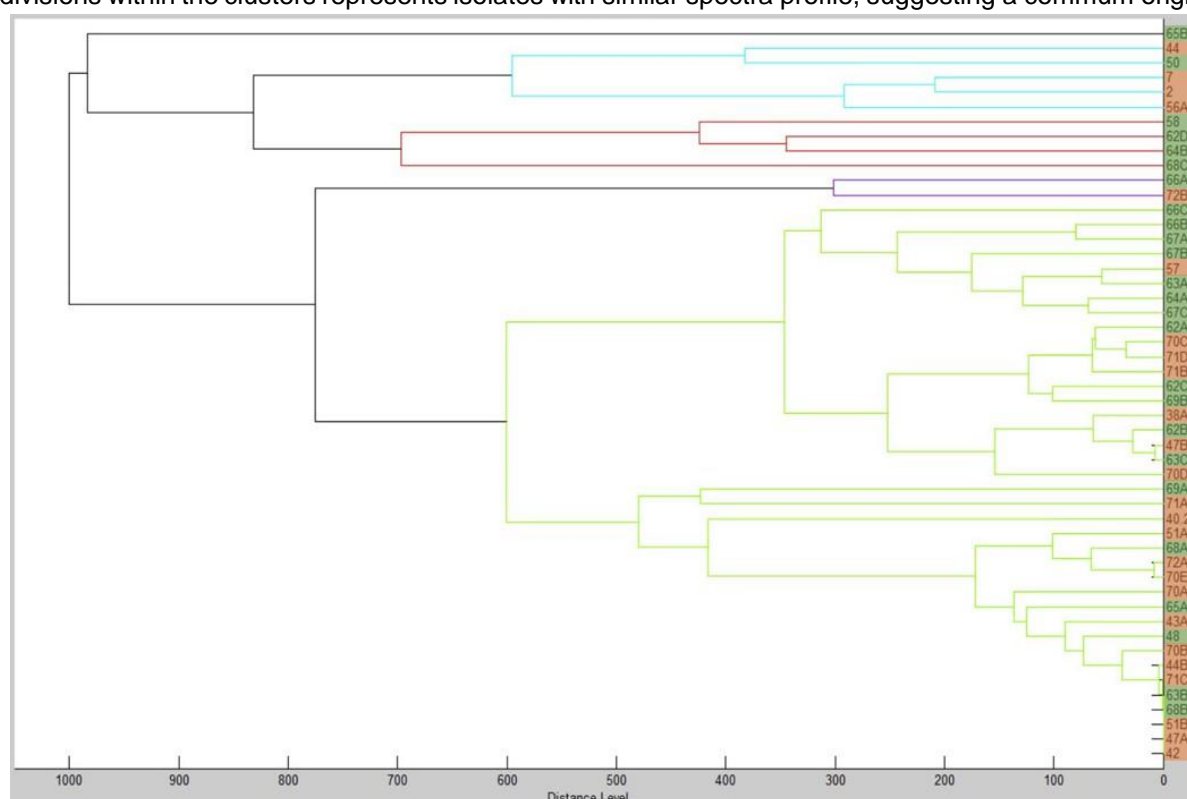 divisions within the clusters represents isolates with similar spectra profile, suggesting a commum
65B
44
50
7
2
56A
58
62D
64B
68C
66A
72B
66C
66B
67A
67B
57
63A
64A
67C
62A
70C
71D
71B
62C
69B
38A
62B
47B
63C
70D
69A
71A
40.2
51A
68A
72A
70E
70A
65A
43A
48
70B
44B
71C
63B
68B
51B
47A
42
1000 900 800 700 600 500 400 300 200 100 0
Distance Level